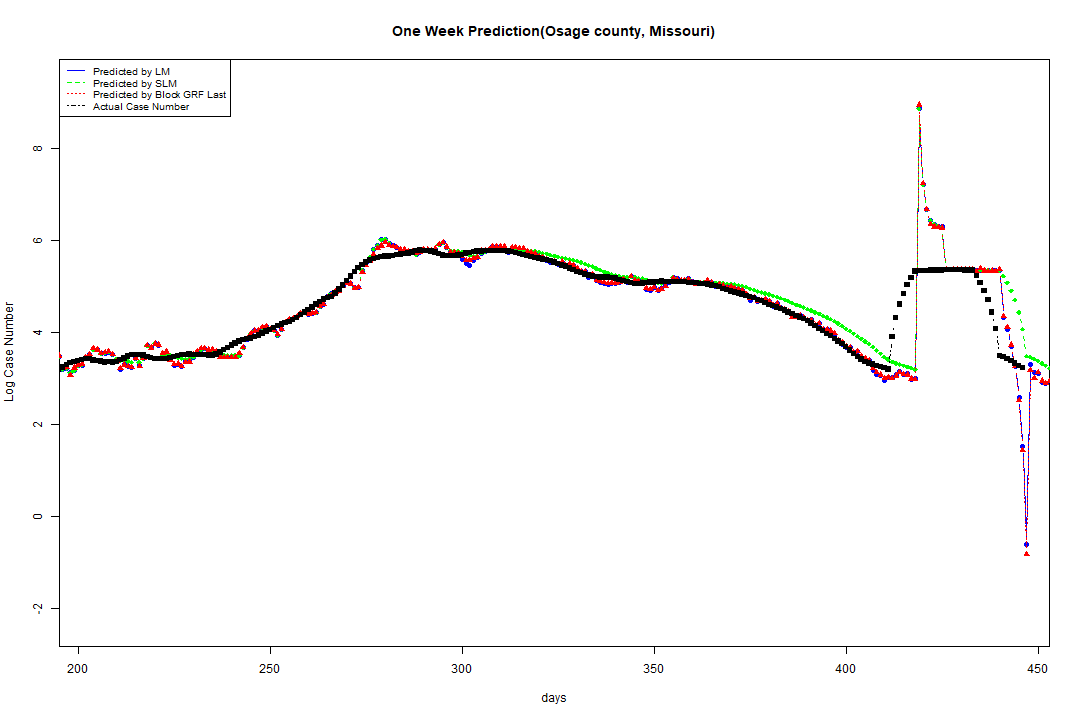 One Week Prediction(Osage county, Missouri)
Predicted by LM
Predicted by SLM
Predicted by Block GRF Last
Actual Case Number
Log Case Number
8
6
4
2
0
-2
200 250 300 350 400 450
days